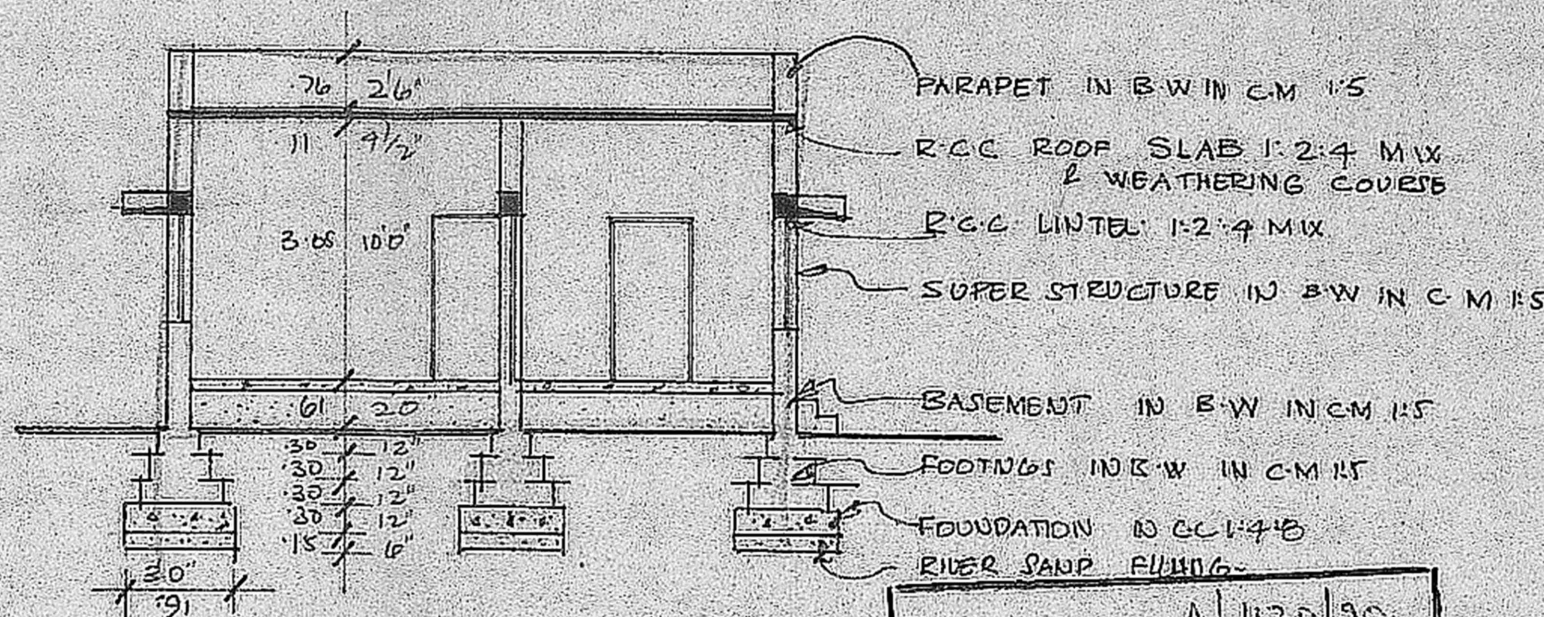 .76 2'6"
.11 4½"
3.05 10'0"
.61 2'0"
.30 12"
.30 12"
.30 12"
.30 12"
.15 6"
3'0"
.91
PARAPET IN B.W IN C.M 1:5
R.C.C ROOF SLAB 1:2:4 MIX
& WEATHERING COURSE
R.C.C LINTEL 1:2:4 MIX
SUPER STRUCTURE IN B.W IN C.M 1:5
BASEMENT IN B.W IN C.M 1:5
FOOTNGS IN B.W IN C.M 1:5
FOUNDATION IN C.C 1:4:8
RIVER SAND FILLING